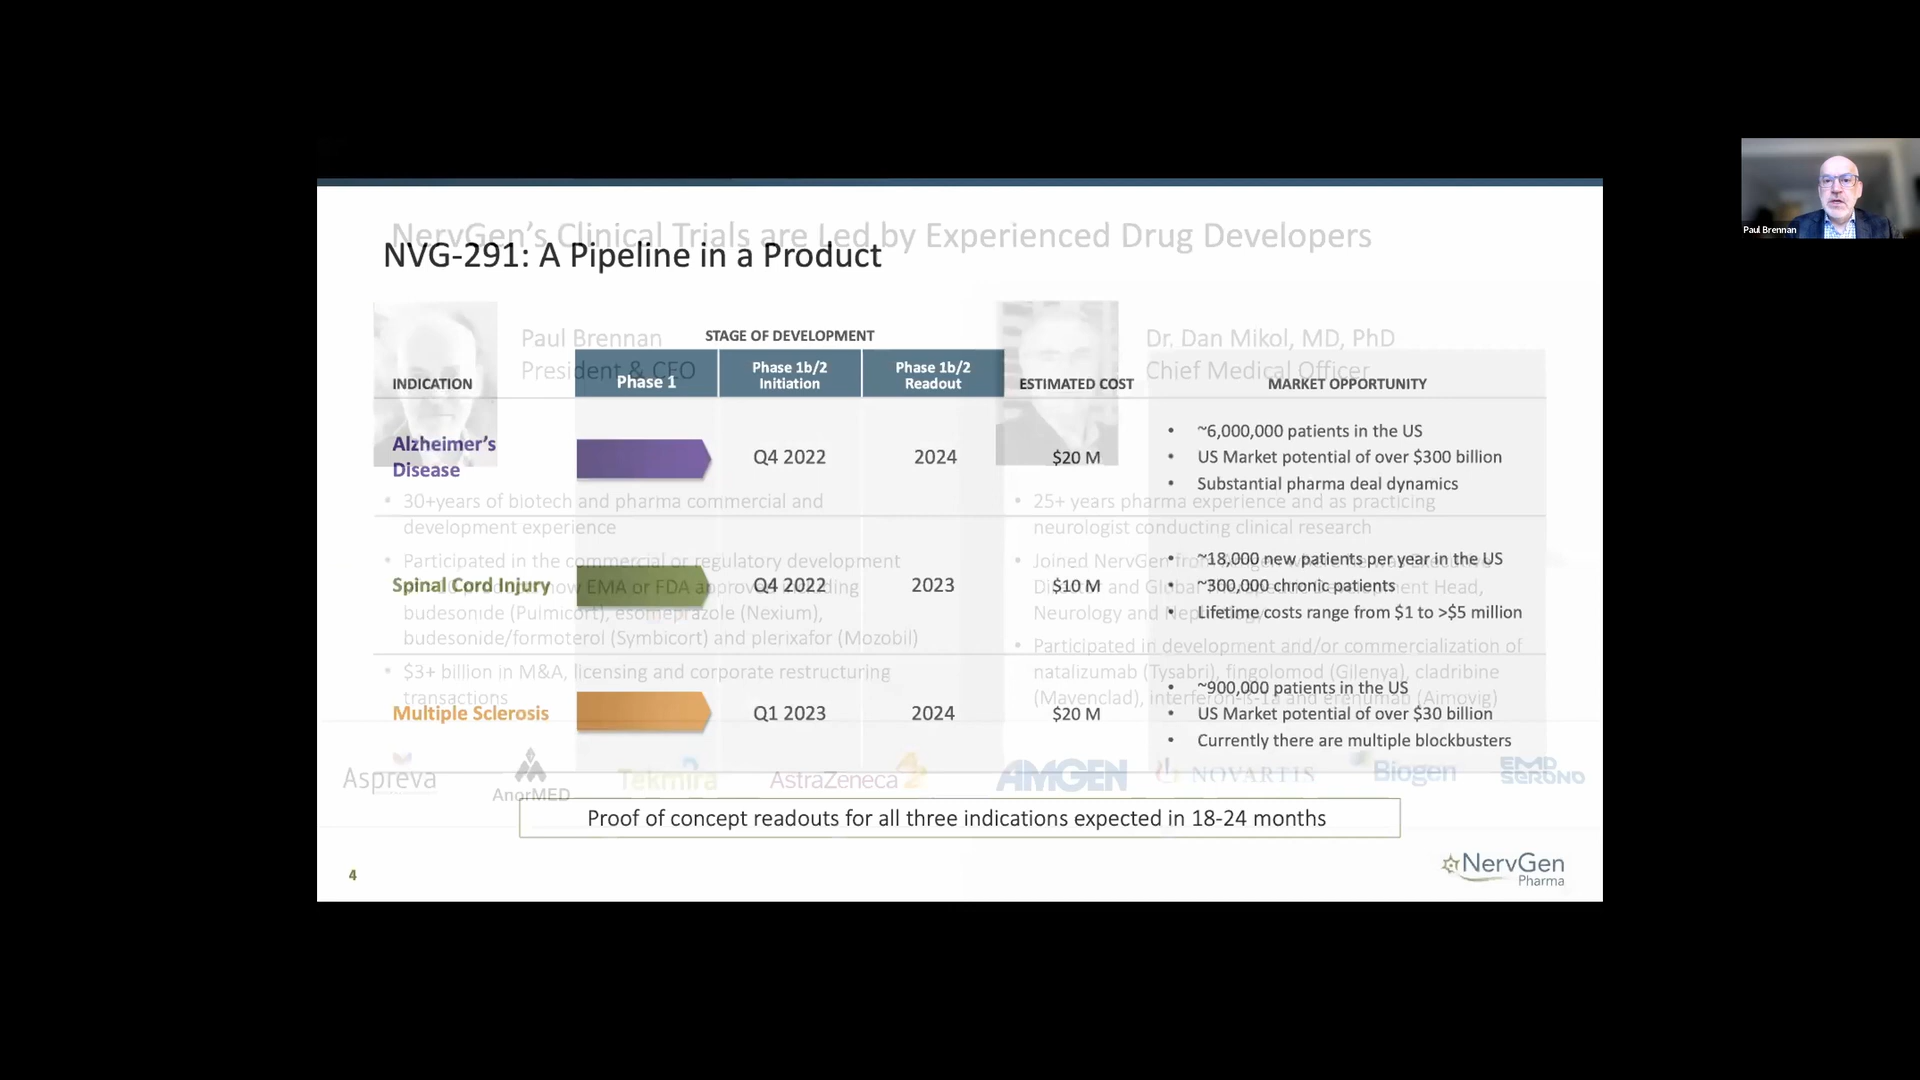 NervGen's Clinical Trials are Led by Experienced Drug Developers
NVG-291: A Pipeline in a Product
Paul Brennan
President & CEO
Dr. Dan Mikol, MD, PhD
Chief Medical Officer
STAGE OF DEVELOPMENT
INDICATION
Phase 1
Phase 1b/2
Initiation
Phase 1b/2
Readout
ESTIMATED COST
MARKET OPPORTUNITY
Alzheimer's
Disease
Q4 2022
2024
$20 M
• ~6,000,000 patients in the US
• US Market potential of over $300 billion
• Substantial pharma deal dynamics
Spinal Cord Injury
Q4 2022
2023
$10 M
• ~18,000 new patients per year in the US
• ~300,000 chronic patients
• Lifetime costs range from $1 to >$5 million
Multiple Sclerosis
Q1 2023
2024
$20 M
• ~900,000 patients in the US
• US Market potential of over $30 billion
• Currently there are multiple blockbusters
• 30+years of biotech and pharma commercial and
development experience
• Participated in the commercial or regulatory development
now EMA or FDA approved including
budesonide (Pulmicort), esomeprazole (Nexium),
budesonide/formoterol (Symbicort) and plerixafor (Mozobil)
• $3+ billion in M&A, licensing and corporate restructuring
transactions
• 25+ years pharma experience and as practicing
neurologist conducting clinical research
• Joined NervGen from
and Global Development Head,
Neurology and
• Participated in development and/or commercialization of
natalizumab (Tysabri), fingolimod (Gilenya), cladribine
(Mavenclad), interferon-ß-1a and erenumab (Aimovig)
Aspreva
AnorMED
Tekmira
AstraZeneca
AMGEN
NOVARTIS
Biogen
EMD
SERONO
Proof of concept readouts for all three indications expected in 18-24 months
4
NervGen
Pharma
Paul Brennan